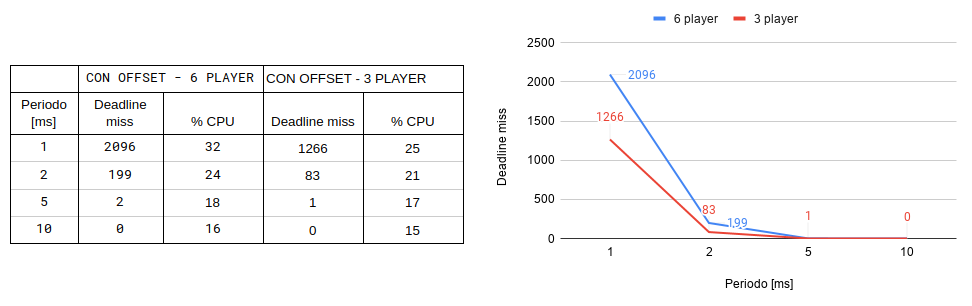 CON OFFSET - 6 PLAYER CON OFFSET - 3 PLAYER
Periodo [ms] Deadline miss % CPU Deadline miss % CPU
1 2096 32 1266 25
2 199 24 83 21
5 2 18 1 17
10 0 16 0 15
6 player 3 player
2500
2000
1500
1000
500
0
Deadline miss
2096
1266
83
199
1
0
1 2 5 10
Periodo [ms]